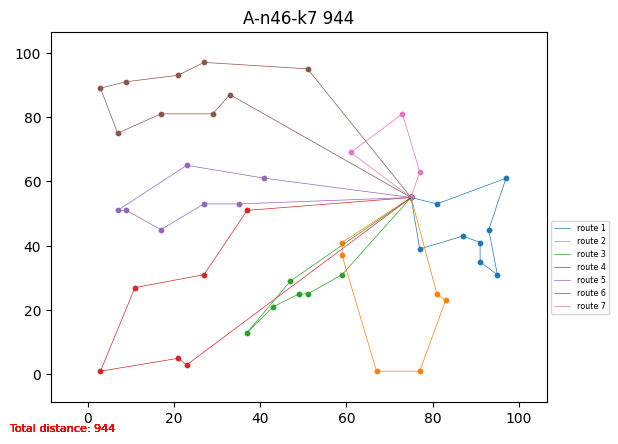 A-n46-k7 944
100
80
60
40
20
0
0 20 40 60 80 100
route 1
route 2
route 3
route 4
route 5
route 6
route 7
Total distance: 944